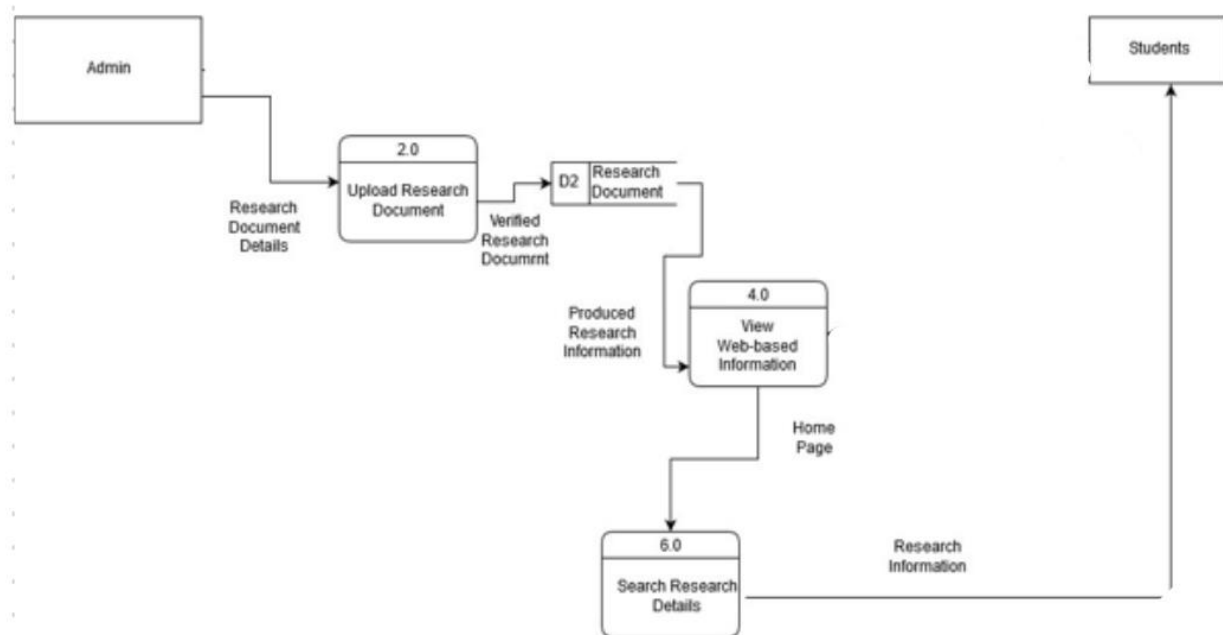 Admin
Students
2.0
Upload Research
Document
Research
Document
Details
Verified
Research
Documrnt
D2
Research
Document
Produced
Research
Information
4.0
View
Web-based
Information
Home
Page
6.0
Search Research
Details
Research
Information